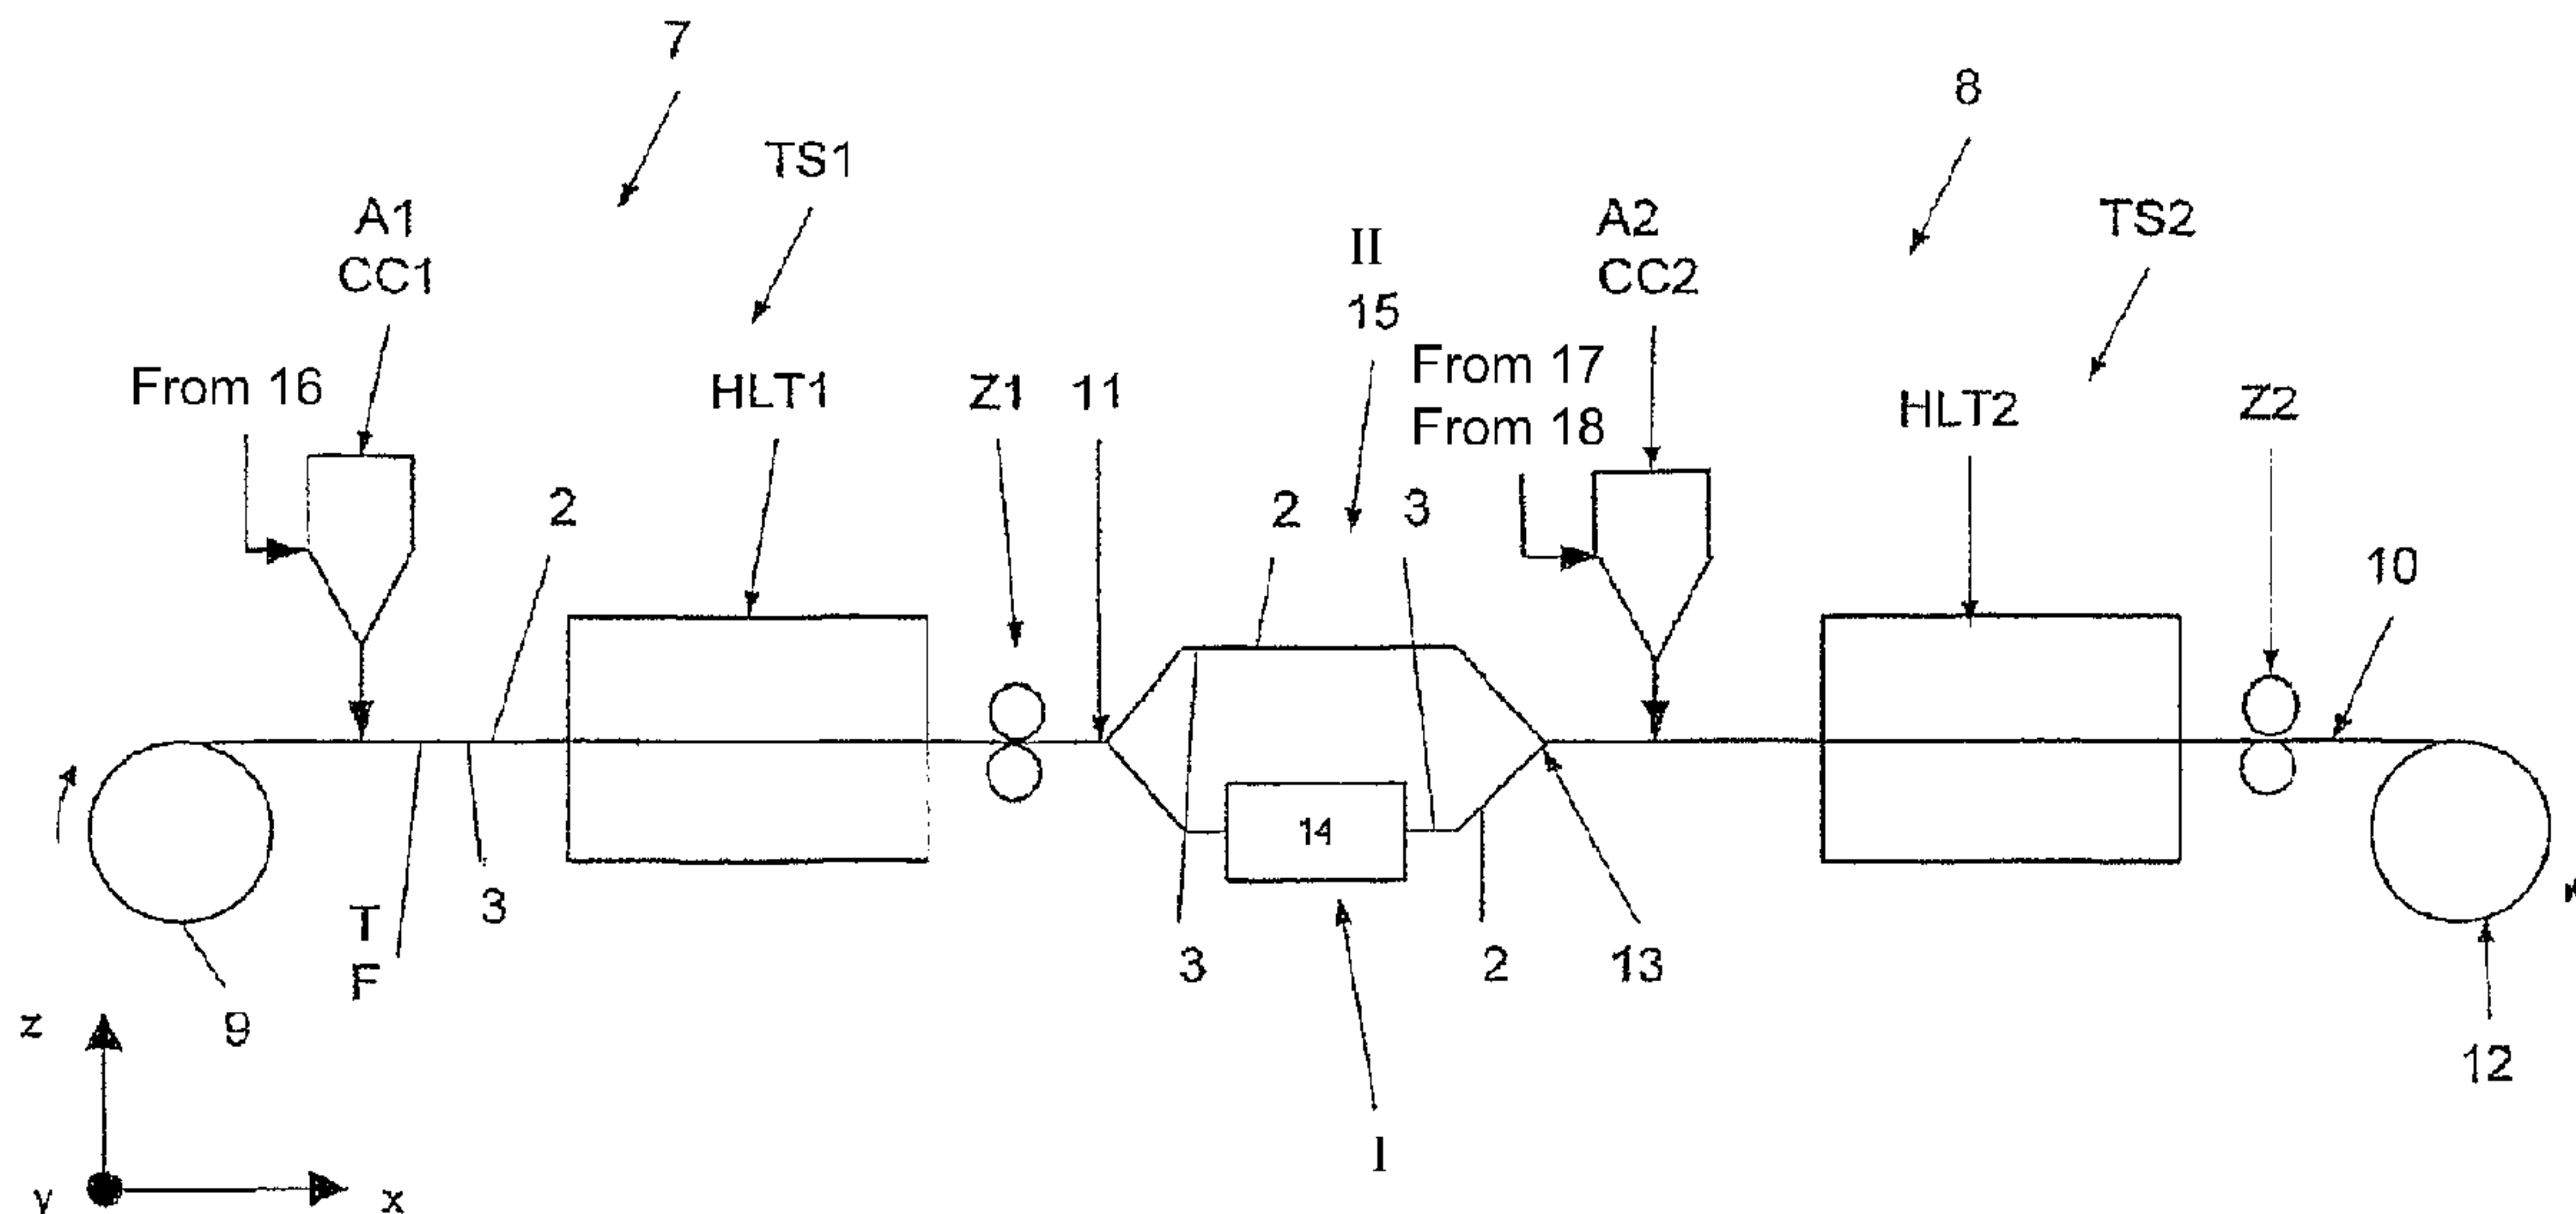 7
8
TS1
A1
CC1
TS2
A2
CC2
II
15
From 16
HLT1
Z1
11
From 17
From 18
HLT2
Z2
2
2
3
10
14
T
F
3
3
2
13
9
12
I
z
y
x